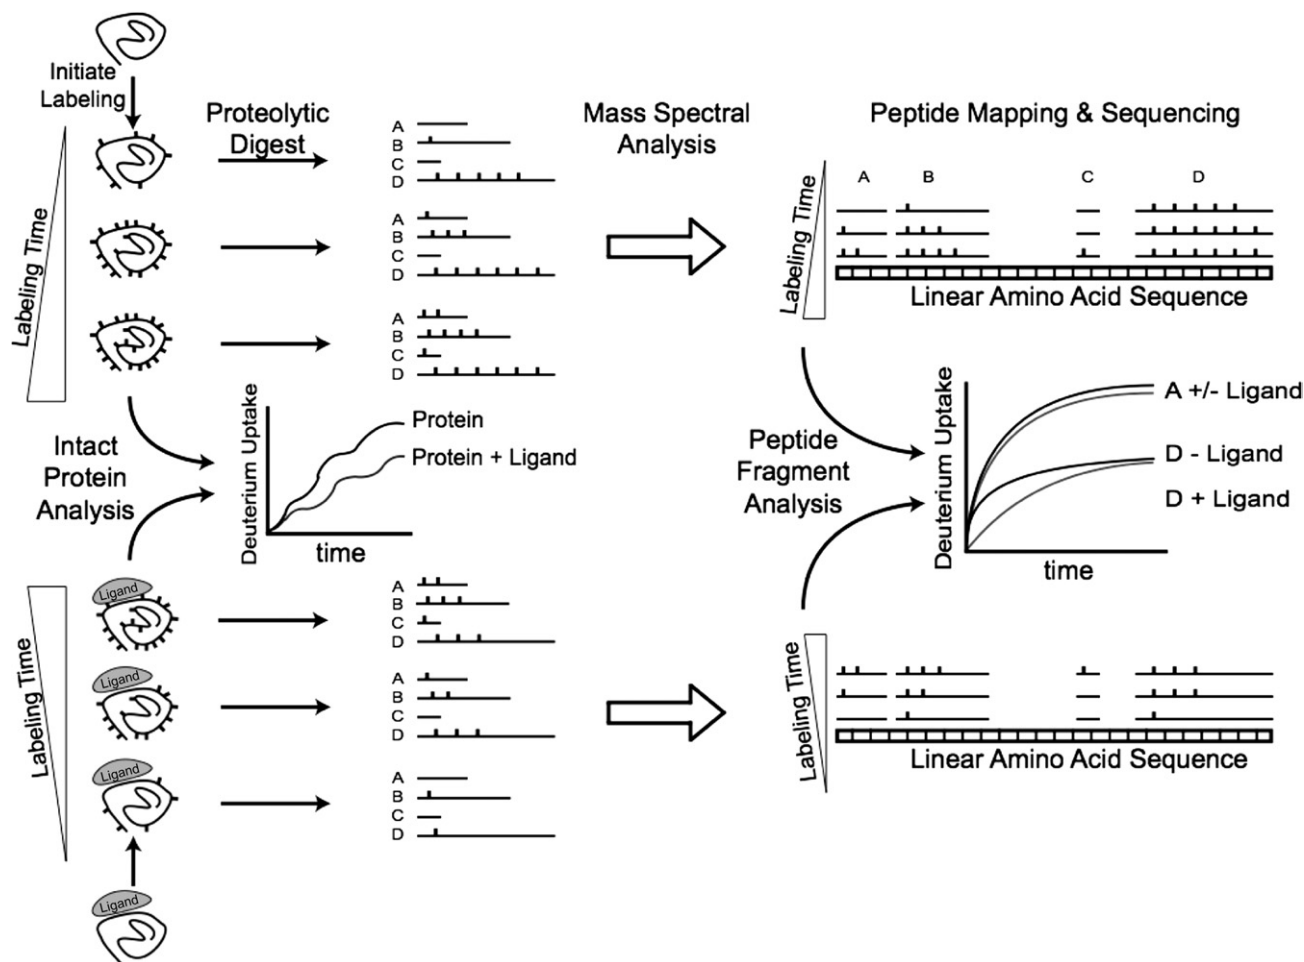 Initiate
Labeling
Proteolytic
Digest
Mass Spectral
Analysis
Peptide Mapping & Sequencing
Labeling Time
A
B
C
D
A
B
C
D
A
B
C
D
Labeling Time
A B C D
Linear Amino Acid Sequence
Intact
Protein
Analysis
Deuterium Uptake
Protein
Protein + Ligand
time
Peptide
Fragment
Analysis
Deuterium Uptake
A +/- Ligand
D - Ligand
D + Ligand
time
Labeling Time
Ligand
A
B
C
D
Ligand
A
B
C
D
Ligand
A
B
C
D
Ligand
Labeling Time
Linear Amino Acid Sequence